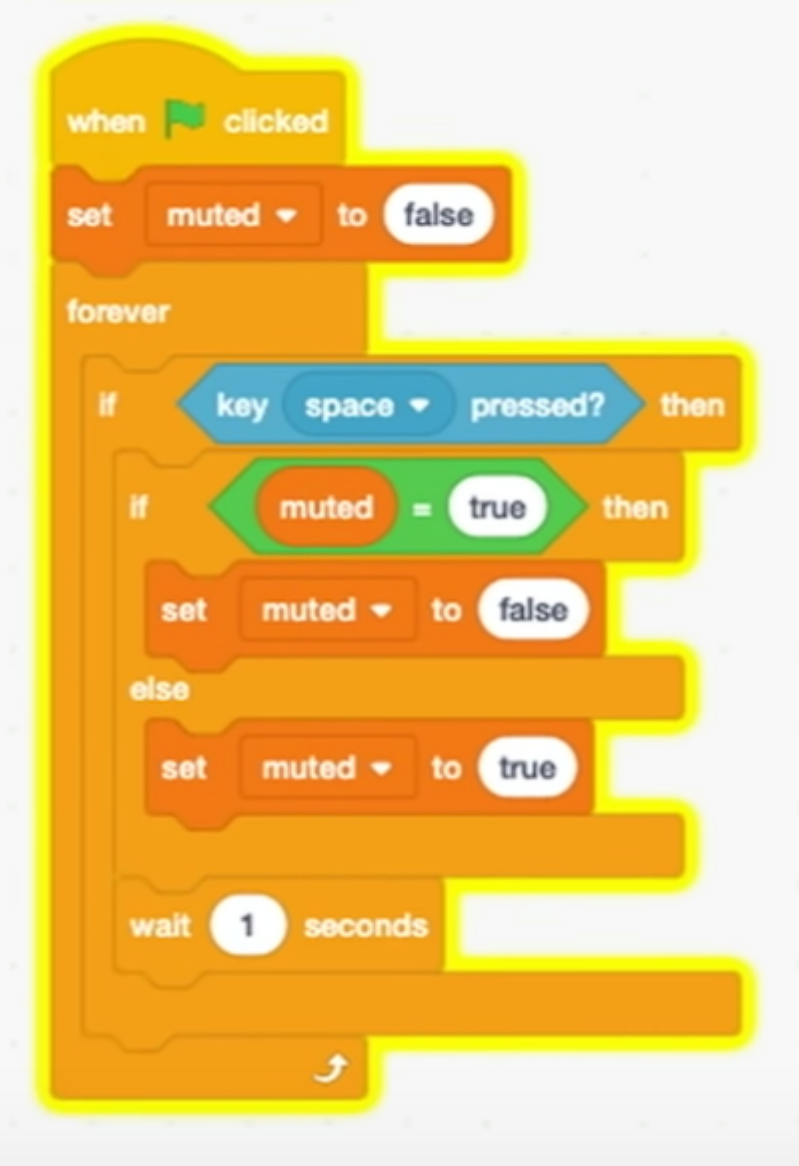 when clicked
set muted to false
forever
if key space pressed? then
if muted = true then
set muted to false
else
set muted to true
wait 1 seconds